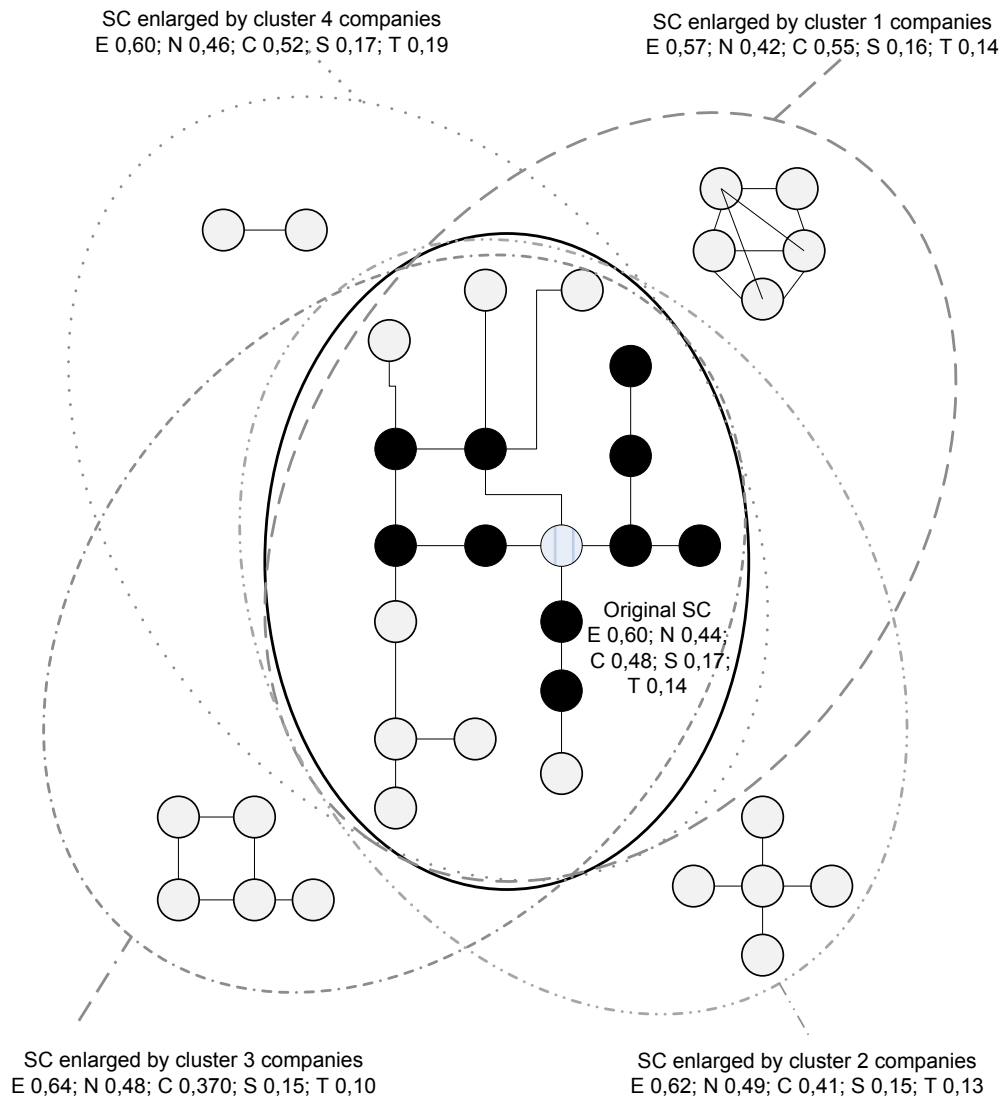 SC enlarged by cluster 4 companies
E 0,60; N 0,46; C 0,52; S 0,17; T 0,19
SC enlarged by cluster 1 companies
E 0,57; N 0,42; C 0,55; S 0,16; T 0,14
Original SC
E 0,60; N 0,44;
C 0,48; S 0,17;
T 0,14
SC enlarged by cluster 3 companies
E 0,64; N 0,48; C 0,370; S 0,15; T 0,10
SC enlarged by cluster 2 companies
E 0,62; N 0,49; C 0,41; S 0,15; T 0,13